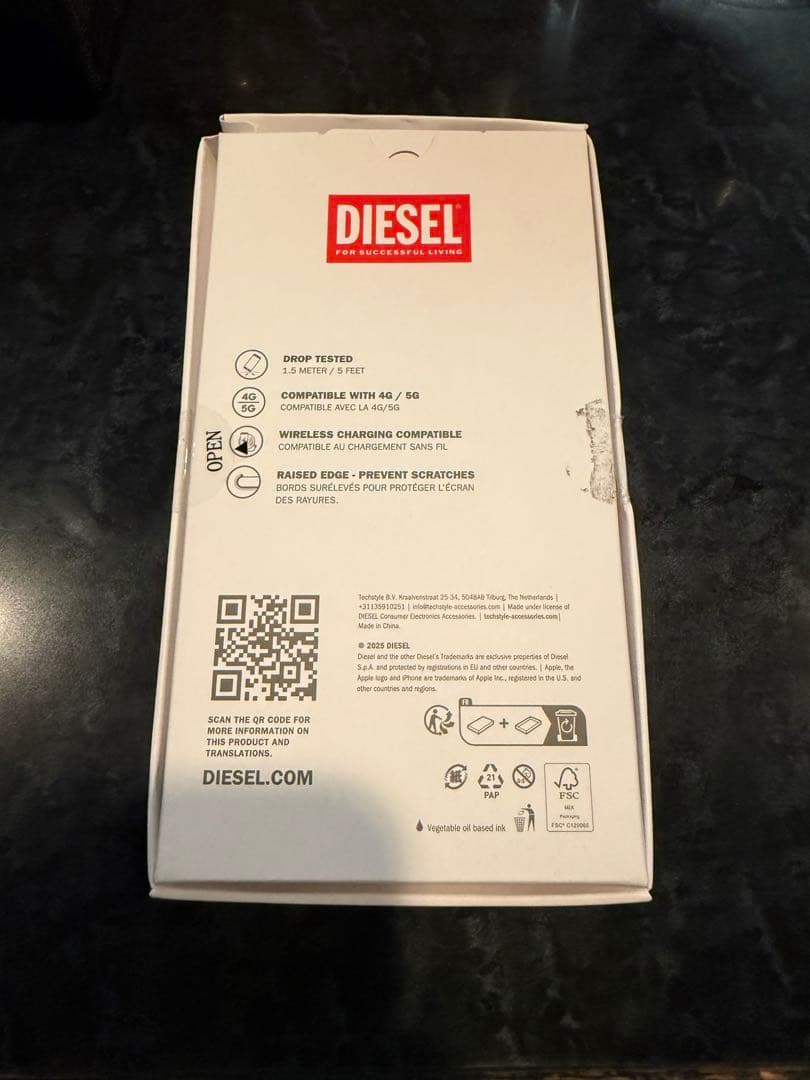 DIESEL
FOR SUCCESSFUL LIVING
DROP TESTED
1.5 METER / 5 FEET
4G
5G
COMPATIBLE WITH 4G / 5G
COMPATIBLE AVEC LA 4G/5G
OPEN
WIRELESS CHARGING COMPATIBLE
COMPATIBLE AU CHARGEMENT SANS FIL
RAISED EDGE - PREVENT SCRATCHES
BORDS SURÉLEVÉS POUR PROTÉGER L'ÉCRAN
DES RAYURES.
Techstyle B.V. Kraaivenstraat 25-34, 5048AB Tilburg, The Netherlands |
+31135910251 | info@techstyle-accessories.com | Made under license of
DIESEL Consumer Electronics Accessories. | techstyle-accessories.com |
Made in China.
© 2025 DIESEL
Diesel and the other Diesel's Trademarks are exclusive properties of Diesel
S.p.A. and protected by registrations in EU and other countries. | Apple, the
Apple logo and iPhone are trademarks of Apple Inc., registered in the U.S. and
other countries and regions.
SCAN THE QR CODE FOR
MORE INFORMATION ON
THIS PRODUCT AND
TRANSLATIONS.
DIESEL.COM
FR
+
紙
21
PAP
0-3
FSC
MIX
Packaging
FSC® C129068
Vegetable oil based ink